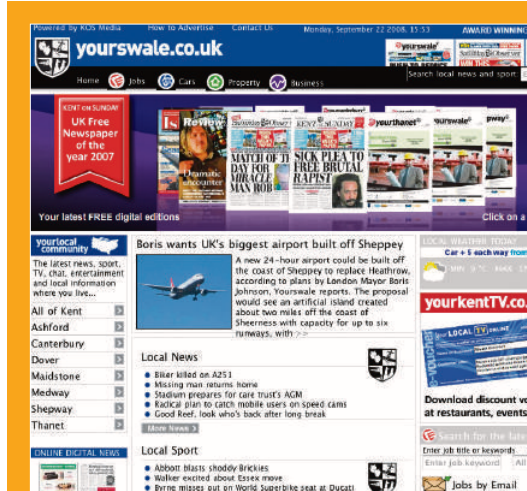 Powered by KOS Media How to Advertise Contact Us Monday, September 22 2008, 15:53 AWARD WINNING
yourswale.co.uk
Home Jobs Cars Property Business
Search local news and sport:
KENT on SUNDAY
UK Free
Newspaper
of the
year 2007
Review
Dramatic
encounter
MATCH OF T
DAY FOR
MIRACLE
MAN ROB
KENT on SUNDAY
SICK PLEA TO
FREE BRUTAL
RAPIST
yourthanet
yourswale
pway
Your latest FREE digital editions
Click on a
yourlocal
community
The latest news, sport,
TV, chat, entertainment
and local information
where you live...
All of Kent
Ashford
Canterbury
Dover
Maidstone
Medway
Shepway
Thanet
ONLINE DIGITAL NEWS
Boris wants UK's biggest airport built off Sheppey
A new 24-hour airport could be built off
the coast of Sheppey to replace Heathrow,
according to plans by London Mayor Boris
Johnson, Yourswale reports. The proposal
would see an artificial island created
about two miles off the coast of
Sheerness with capacity for up to six
runways, with >>
Local News
Biker killed on A251
Missing man returns home
Stadium prepares for care trust's AGM
Radical plan to catch mobile users on speed cams
Good Reef, look who's back after long break
More News >
Local Sport
Abbott blasts shoddy Brickies
Walker excited about Essex move
Byrne misses out on World Superbike seat at Ducati
LOCAL WEATHER TODAY
Car + 5 each way from
MIN 9 °C MAX
yourkentTV.co.
e-voucher
your LOCAL TV ONLINE
Download discount vo
at restaurants, events
Search for the late
Enter job title or keywords
Enter job keyword All
Jobs by Email